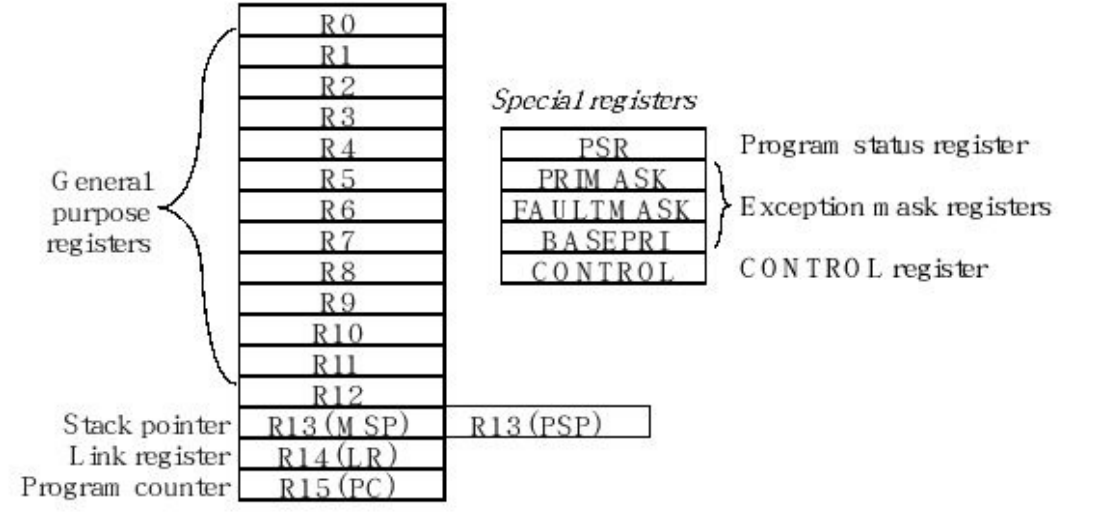 R0
R1
R2
R3
R4
R5
R6
R7
R8
R9
R10
R11
R12
R13(MSP)
R13(PSP)
R14(LR)
R15(PC)
General
purpose
registers
Stack pointer
Link register
Program counter
Special registers
PSR
PRIMASK
FAULTMASK
BASEPRI
CONTROL
Program status register
Exception mask registers
CONTROL register